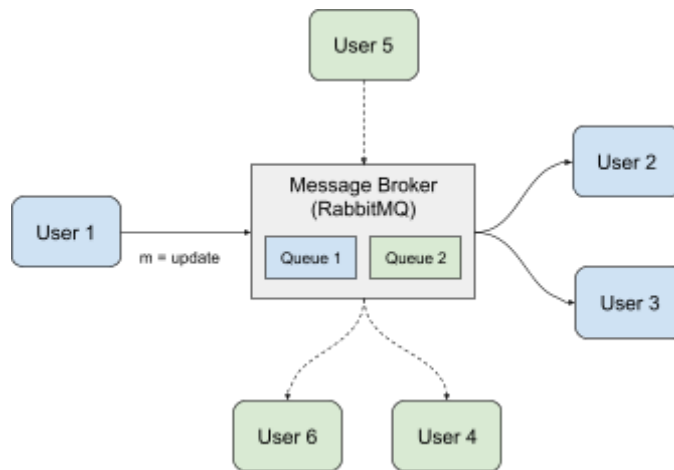 User 5
User 2
Message Broker
(RabbitMQ)
User 1
m = update
Queue 1
Queue 2
User 3
User 6
User 4